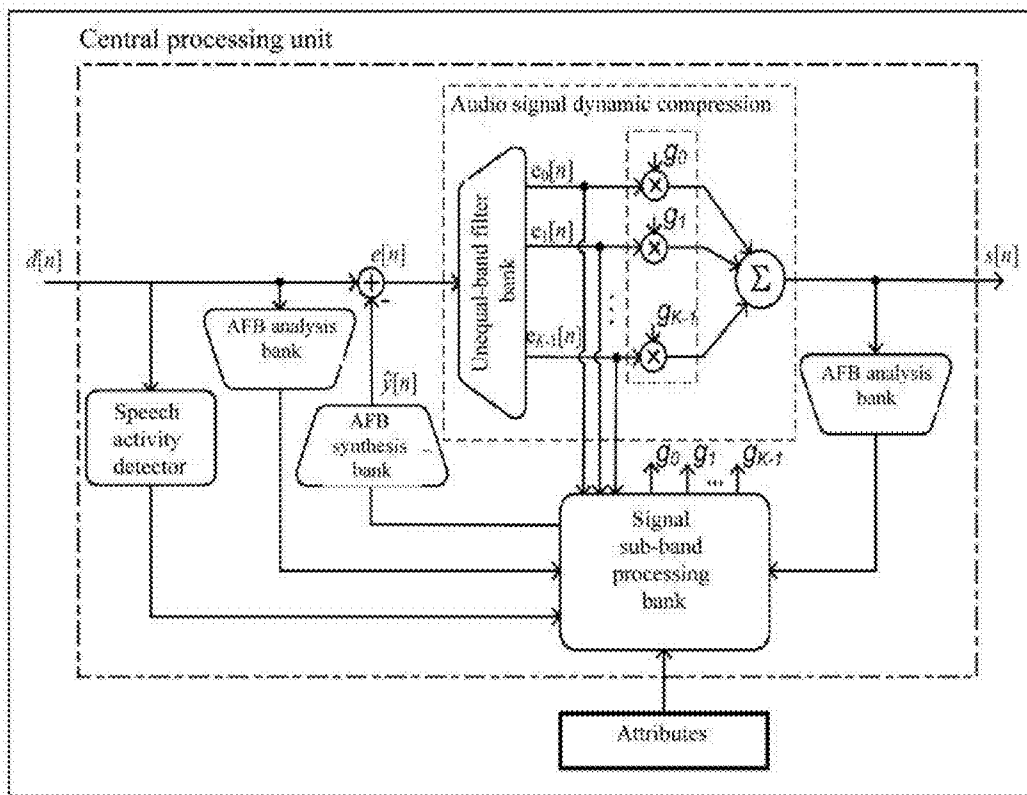 Central processing unit
Audio signal dynamic compression
e₀[n]
g₀
e₁[n]
g₁
d[n]
e[n]
Unequal-band filter
bank
Σ
s[n]
⋮
gK-1
eK-1[n]
AFB analysis
bank
ŷ[n]
AFB analysis
bank
Speech
activity
detector
AFB
synthesis
bank
g₀ g₁ ... gK-1
Signal
sub-band
processing
bank
Attributes